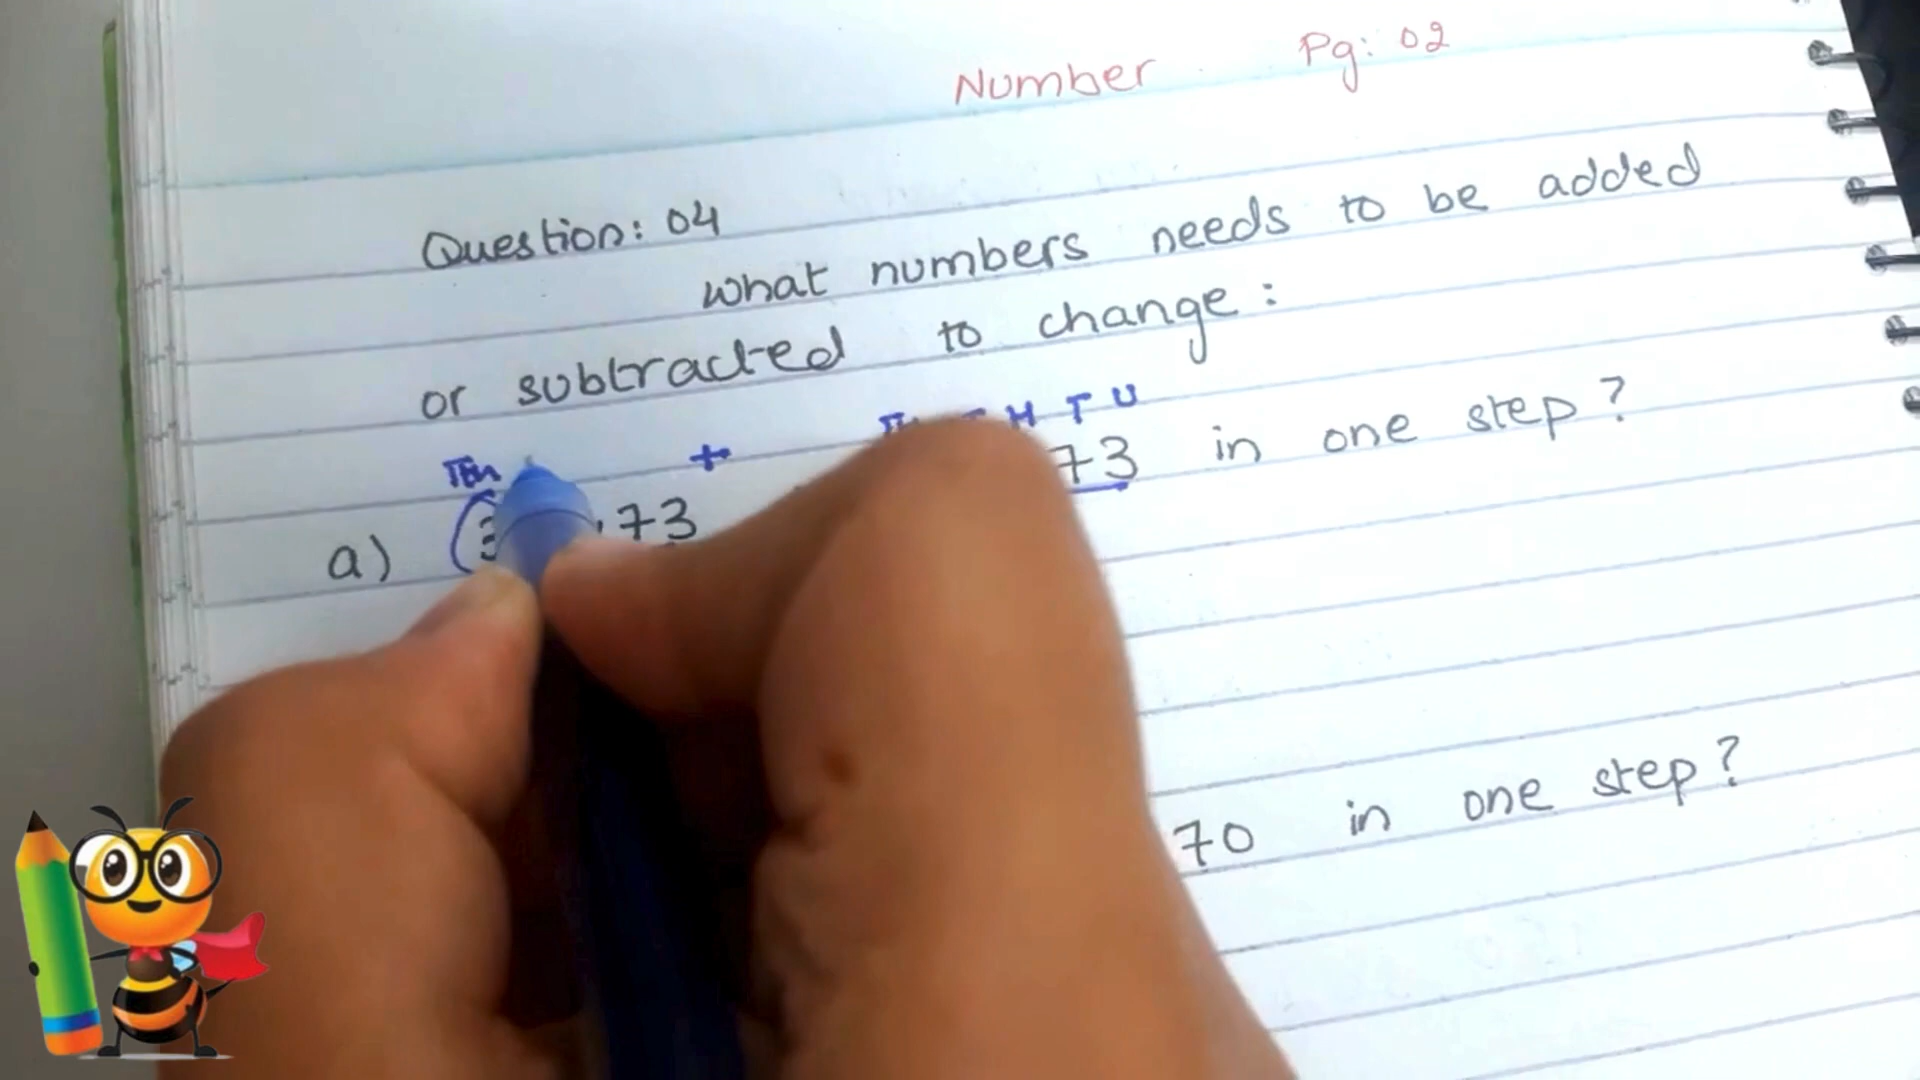 Number Pg: 02
Question: 04
What numbers needs to be added
or subtracted to change:
H T U
+
a) 73 73 in one step?
70 in one step?